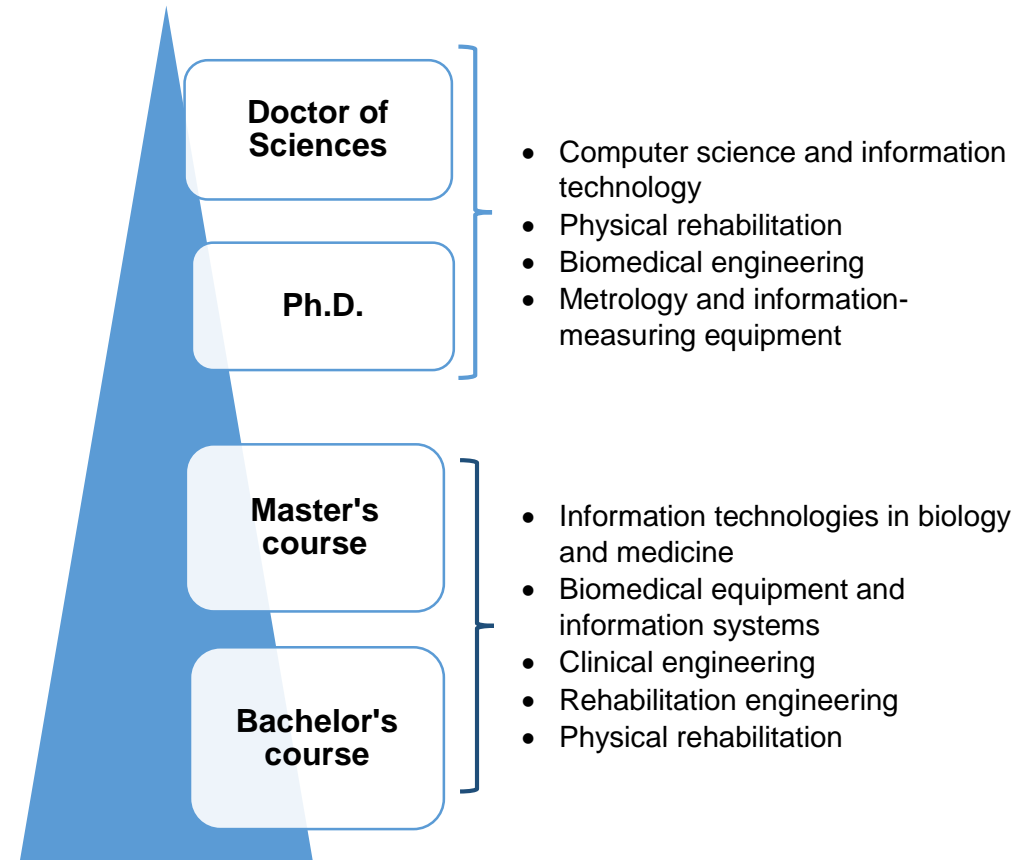 Doctor of
Sciences
Ph.D.
• Computer science and information
technology
• Physical rehabilitation
• Biomedical engineering
• Metrology and information-
measuring equipment
Master's
course
Bachelor's
course
• Information technologies in biology
and medicine
• Biomedical equipment and
information systems
• Clinical engineering
• Rehabilitation engineering
• Physical rehabilitation